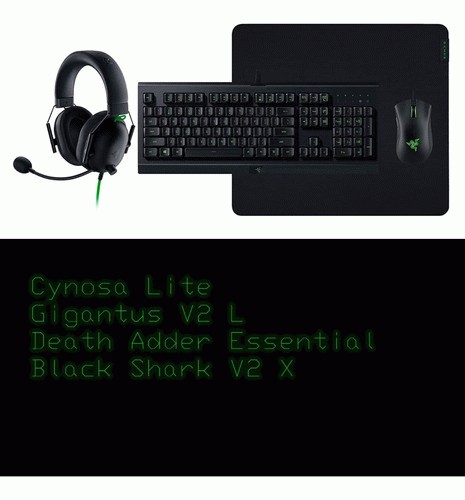 Cynosa Lite
Gigantus V2 L
Death Adder Essential
Black Shark V2 X